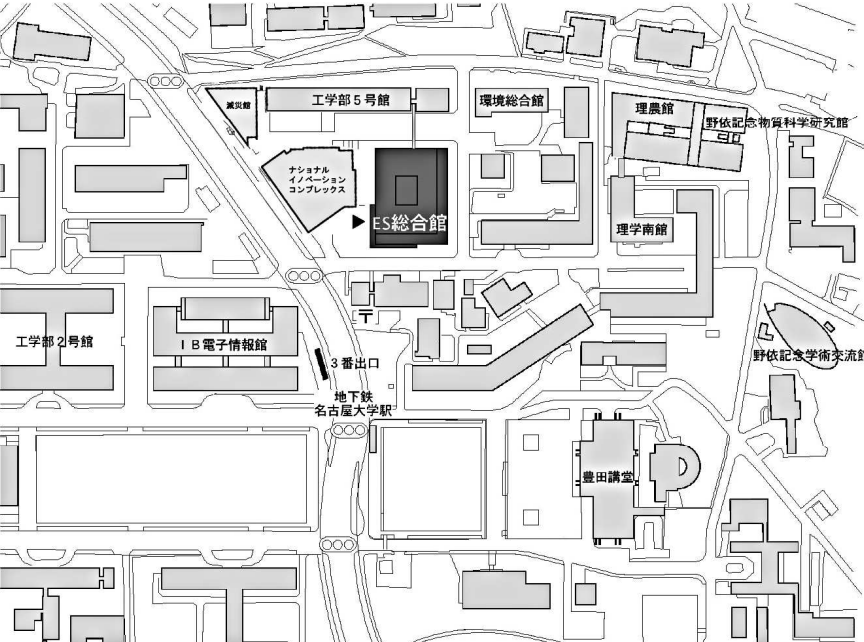 減災館
工学部5号館
環境総合館
理農館
野依記念物質科学研究館
ナショナル
イノベーション
コンプレックス
ES総合館
理学南館
〒
工学部2号館
IB電子情報館
3番出口
野依記念学術交流館
地下鉄
名古屋大学駅
豊田講堂